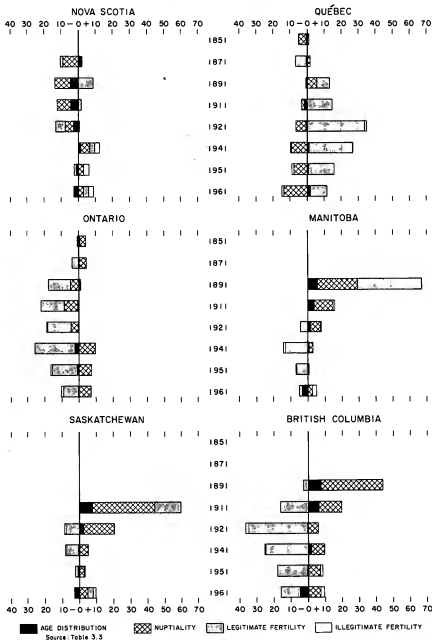 NOVA SCOTIA
QUÉBEC
70 60 50 40 30 20 10 − 0 + 10 20 30 40
40 30 20 10 − 0 + 10 20 30 40 50 60 70
1851
1871
1891
1911
1921
1941
1951
1961
ONTARIO
MANITOBA
1851
1871
1891
1911
1921
1941
1951
1961
SASKATCHEWAN
BRITISH COLUMBIA
1851
1871
1891
1911
1921
1941
1951
1961
40 30 20 10 − 0 + 10 20 30 40 50 60 70
40 30 20 10 − 0 + 10 20 30 40 50 60 70
AGE DISTRIBUTION NUPTIALITY LEGITIMATE FERTILITY ILLEGITIMATE FERTILITY
Source: Table 3.3